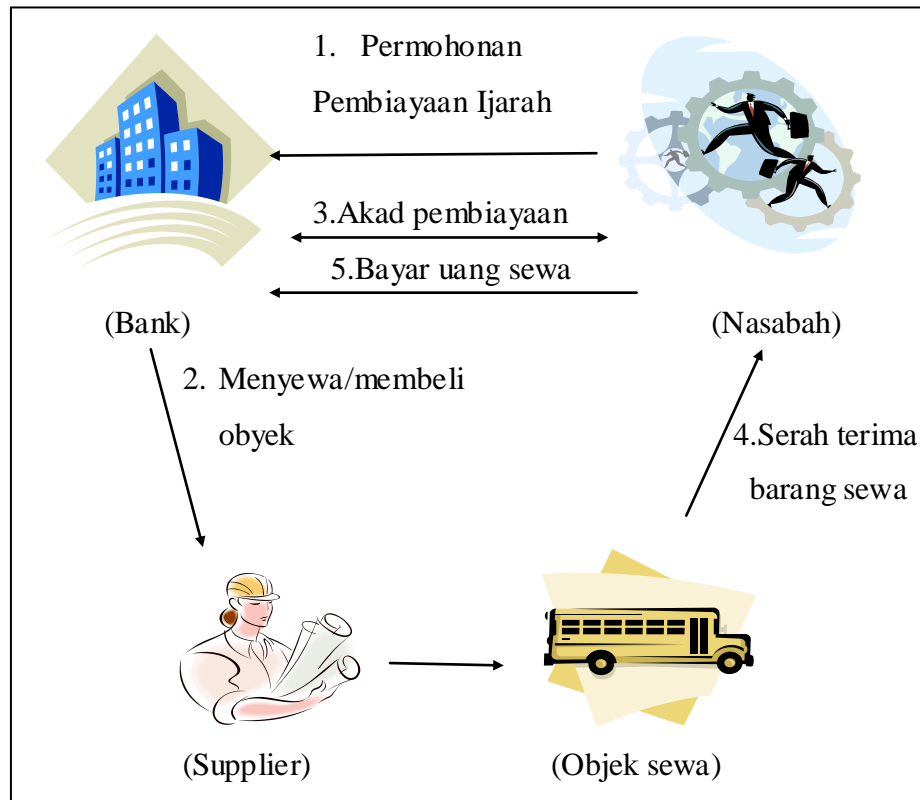 1. Permohonan
Pembiayaan Ijarah
3.Akad pembiayaan
5.Bayar uang sewa
(Bank)
(Nasabah)
2. Menyewa/membeli
obyek
4.Serah terima
barang sewa
(Supplier)
(Objek sewa)